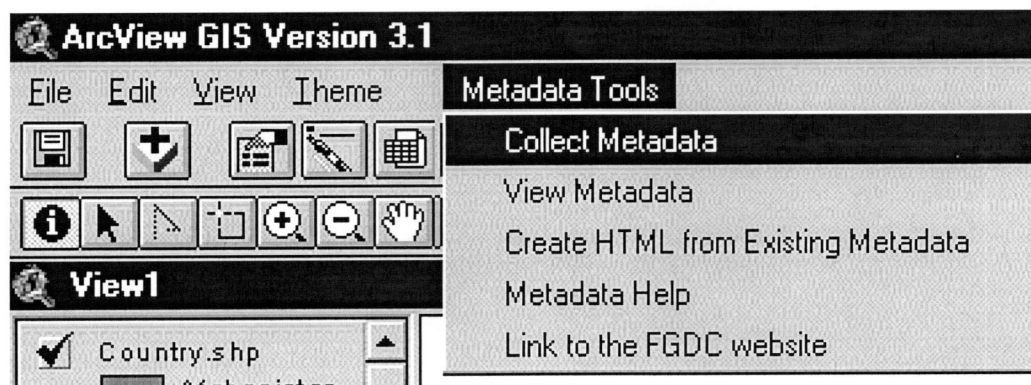 ArcView GIS Version 3.1
File Edit View Theme Metadata Tools
Collect Metadata
View Metadata
Create HTML from Existing Metadata
Metadata Help
Link to the FGDC website
View1
Country.shp